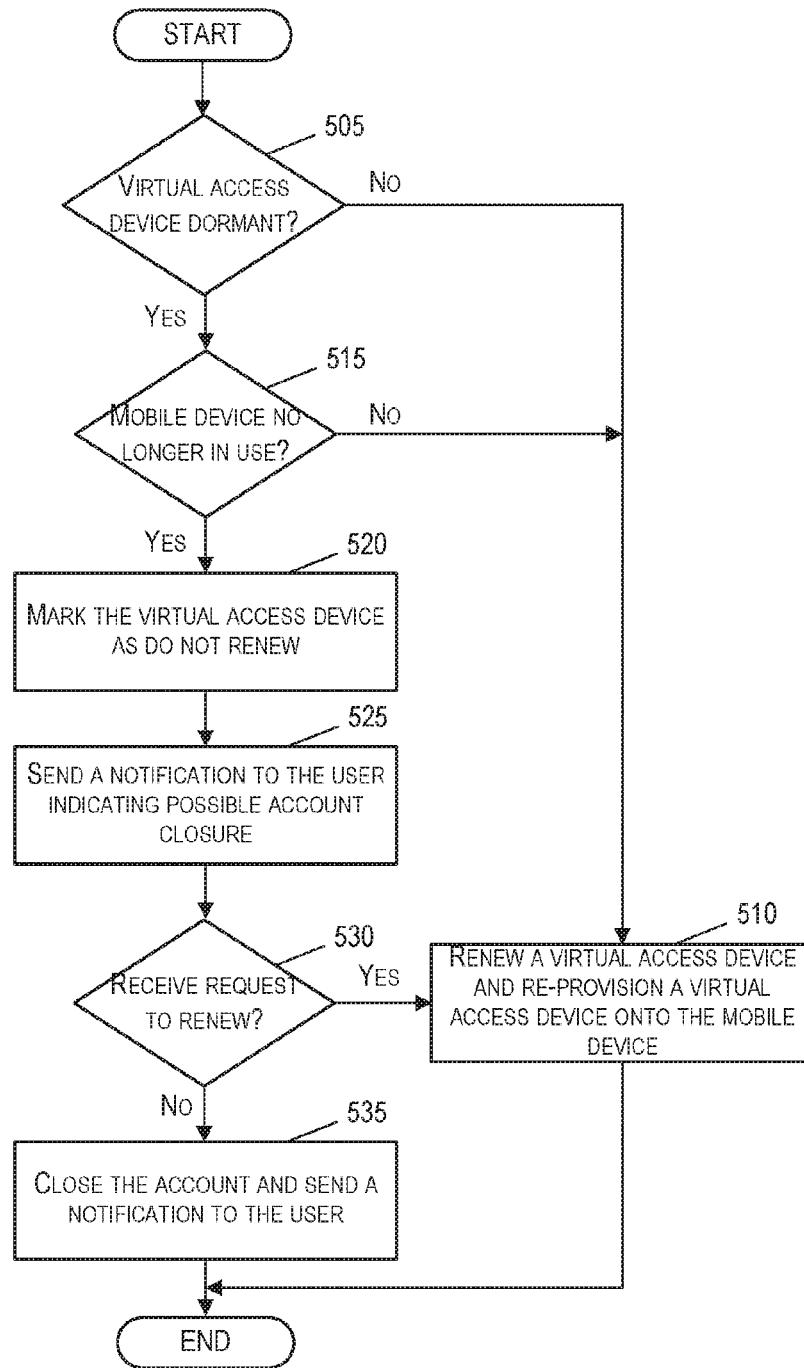 START
505
VIRTUAL ACCESS
DEVICE DORMANT?
NO
YES
515
MOBILE DEVICE NO
LONGER IN USE?
NO
YES
520
MARK THE VIRTUAL ACCESS DEVICE
AS DO NOT RENEW
525
SEND A NOTIFICATION TO THE USER
INDICATING POSSIBLE ACCOUNT
CLOSURE
530
RECEIVE REQUEST
TO RENEW?
YES
510
RENEW A VIRTUAL ACCESS DEVICE
AND RE-PROVISION A VIRTUAL
ACCESS DEVICE ONTO THE MOBILE
DEVICE
NO
535
CLOSE THE ACCOUNT AND SEND A
NOTIFICATION TO THE USER
END